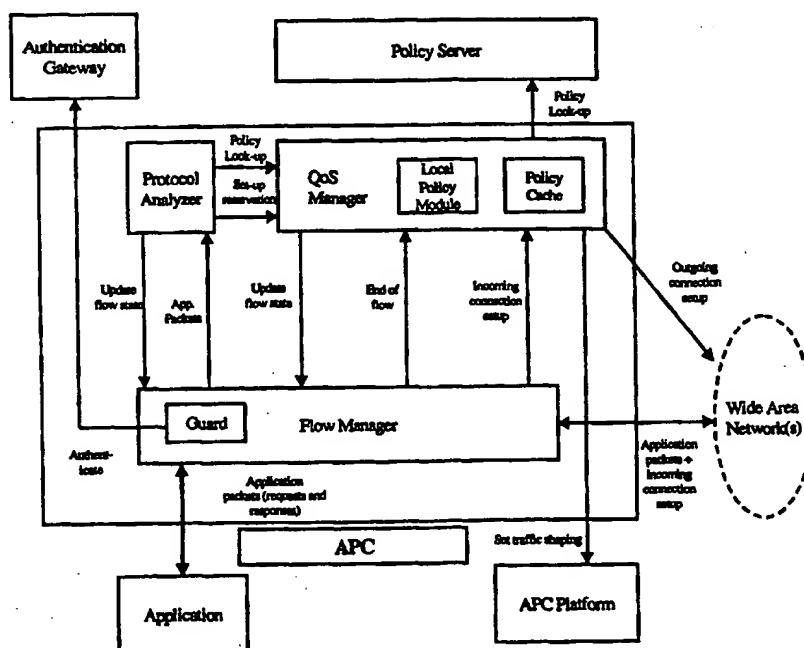 Authentication
Gateway
Policy Server
Policy
Look-up
Protocol
Analyzer
Policy
Look-up
Set-up
reservation
QoS
Manager
Local
Policy
Module
Policy
Cache
Update
flow state
App.
Packets
Update
flow state
End of
flow
Incoming
connection
setup
Outgoing
connection
setup
Guard
Flow Manager
Wide Area
Network(s)
Authent-
icate
Application
packets (requests and
responses)
Application
packets +
incoming
connection
setup
APC
Set traffic shaping
Application
APC Platform